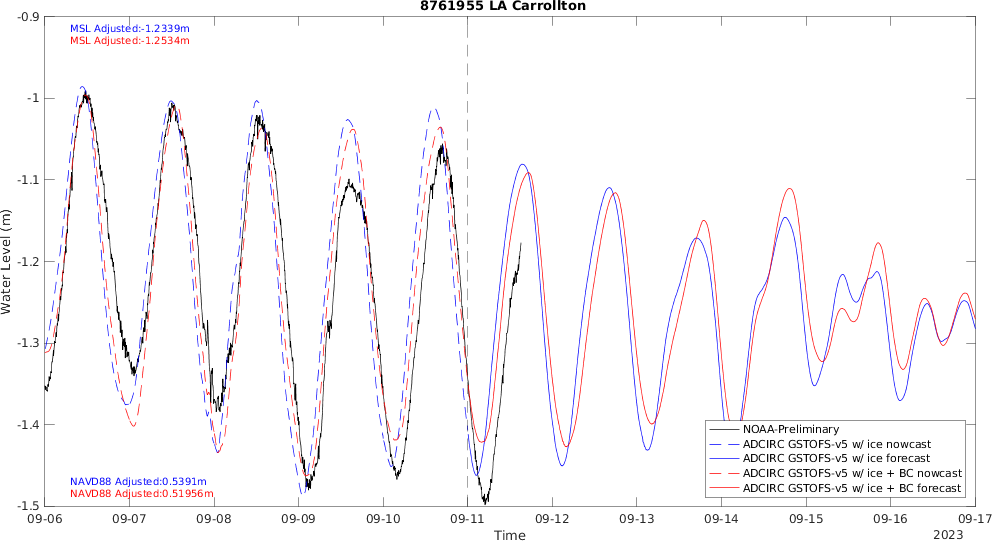 8761955 LA Carrollton
-0.9
MSL Adjusted:-1.2339m
MSL Adjusted:-1.2534m
-1
-1.1
Water Level (m)
-1.2
-1.3
-1.4
NOAA-Preliminary
ADCIRC GSTOFS-v5 w/ ice nowcast
ADCIRC GSTOFS-v5 w/ ice forecast
ADCIRC GSTOFS-v5 w/ ice + BC nowcast
ADCIRC GSTOFS-v5 w/ ice + BC forecast
NAVD88 Adjusted:0.5391m
NAVD88 Adjusted:0.51956m
-1.5
09-06 09-07 09-08 09-09 09-10 09-11 09-12 09-13 09-14 09-15 09-16 09-17
Time
2023